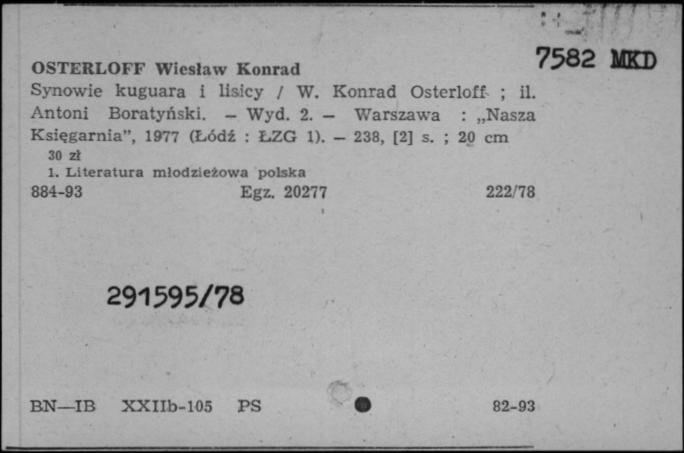 7582 MKD
OSTERLOFF Wiesław Konrad
Synowie kuguara i lisicy / W. Konrad Osterloff ; il.
Antoni Boratyński. — Wyd. 2. — Warszawa : „Nasza
Księgarnia”, 1977 (Łódź : ŁZG 1). — 238, [2] s. ; 20 cm
30 zł
1. Literatura młodzieżowa polska
884-93 Egz. 20277 222/78
291595/78
BN—IB XXIIb-105 PS 82-93